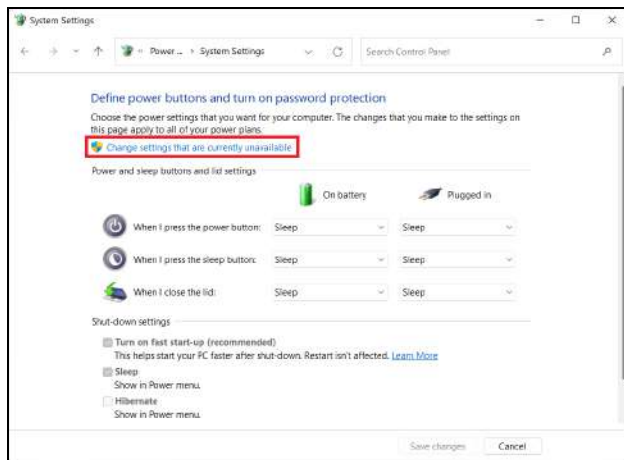 System Settings
« Power ... › System Settings
Search Control Panel
Define power buttons and turn on password protection
Choose the power settings that you want for your computer. The changes that you make to the settings on
this page apply to all of your power plans.
Change settings that are currently unavailable
Power and sleep buttons and lid settings
On battery
Plugged in
When I press the power button: Sleep Sleep
When I press the sleep button: Sleep Sleep
When I close the lid: Sleep Sleep
Shut-down settings
Turn on fast start-up (recommended)
This helps start your PC faster after shut-down. Restart isn't affected. Learn More
Sleep
Show in Power menu.
Hibernate
Show in Power menu.
Save changes Cancel